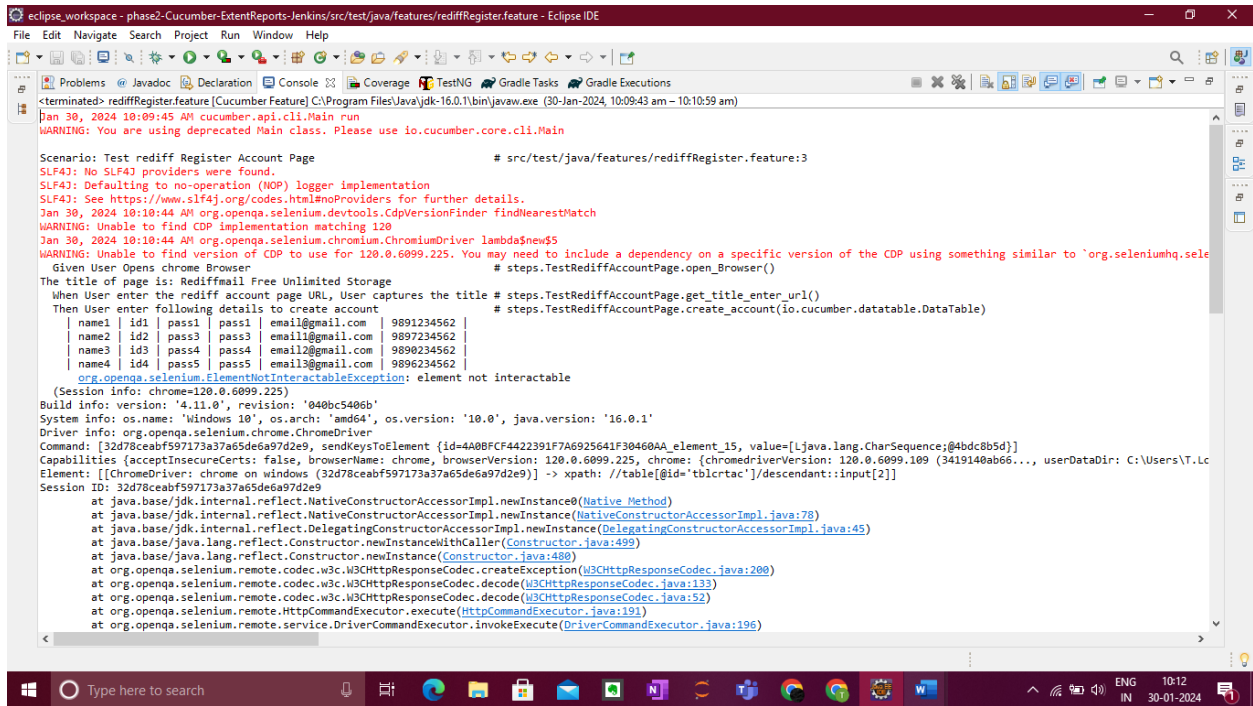 eclipse_workspace - phase2-Cucumber-ExtentReports-Jenkins/src/test/java/features/rediffRegister.feature - Eclipse IDE
File Edit Navigate Search Project Run Window Help
Problems @ Javadoc Declaration Console Coverage TestNG Gradle Tasks Gradle Executions
<terminated> rediffRegister.feature [Cucumber Feature] C:\Program Files\Java\jdk-16.0.1\bin\javaw.exe (30-Jan-2024, 10:09:43 am – 10:10:59 am)
Jan 30, 2024 10:09:45 AM cucumber.api.cli.Main run
WARNING: You are using deprecated Main class. Please use io.cucumber.core.cli.Main
Scenario: Test rediff Register Account Page # src/test/java/features/rediffRegister.feature:3
SLF4J: No SLF4J providers were found.
SLF4J: Defaulting to no-operation (NOP) logger implementation
SLF4J: See https://www.slf4j.org/codes.html#noProviders for further details.
Jan 30, 2024 10:10:44 AM org.openqa.selenium.devtools.CdpVersionFinder findNearestMatch
WARNING: Unable to find CDP implementation matching 120
Jan 30, 2024 10:10:44 AM org.openqa.selenium.chromium.ChromiumDriver lambda$new$5
WARNING: Unable to find version of CDP to use for 120.0.6099.225. You may need to include a dependency on a specific version of the CDP using something similar to `org.seleniumhq.sele
Given User Opens chrome Browser # steps.TestRediffAccountPage.open_Browser()
The title of page is: Rediffmail Free Unlimited Storage
When User enter the rediff account page URL, User captures the title # steps.TestRediffAccountPage.get_title_enter_url()
Then User enter following details to create account # steps.TestRediffAccountPage.create_account(io.cucumber.datatable.DataTable)
| name1 | id1 | pass1 | pass1 | email@gmail.com | 9891234562 |
| name2 | id2 | pass3 | pass3 | email1@gmail.com | 9897234562 |
| name3 | id3 | pass4 | pass4 | email2@gmail.com | 9890234562 |
| name4 | id4 | pass5 | pass5 | email3@gmail.com | 9896234562 |
org.openqa.selenium.ElementNotInteractableException: element not interactable
(Session info: chrome=120.0.6099.225)
Build info: version: '4.11.0', revision: '040bc5406b'
System info: os.name: 'Windows 10', os.arch: 'amd64', os.version: '10.0', java.version: '16.0.1'
Driver info: org.openqa.selenium.chrome.ChromeDriver
Command: [32d78ceabf597173a37a65de6a97d2e9, sendKeysToElement {id=4A0BFCF4422391F7A6925641F30460AA_element_15, value=[Ljava.lang.CharSequence;@4bdc8b5d}]
Capabilities {acceptInsecureCerts: false, browserName: chrome, browserVersion: 120.0.6099.225, chrome: {chromedriverVersion: 120.0.6099.109 (3419140ab66..., userDataDir: C:\Users\T.Lc
Element: [[ChromeDriver: chrome on windows (32d78ceabf597173a37a65de6a97d2e9)] -> xpath: //table[@id='tblcrtac']/descendant::input[2]]
Session ID: 32d78ceabf597173a37a65de6a97d2e9
at java.base/jdk.internal.reflect.NativeConstructorAccessorImpl.newInstance0(Native Method)
at java.base/jdk.internal.reflect.NativeConstructorAccessorImpl.newInstance(NativeConstructorAccessorImpl.java:78)
at java.base/jdk.internal.reflect.DelegatingConstructorAccessorImpl.newInstance(DelegatingConstructorAccessorImpl.java:45)
at java.base/java.lang.reflect.Constructor.newInstanceWithCaller(Constructor.java:499)
at java.base/java.lang.reflect.Constructor.newInstance(Constructor.java:480)
at org.openqa.selenium.remote.codec.w3c.W3CHttpResponseCodec.createException(W3CHttpResponseCodec.java:200)
at org.openqa.selenium.remote.codec.w3c.W3CHttpResponseCodec.decode(W3CHttpResponseCodec.java:133)
at org.openqa.selenium.remote.codec.w3c.W3CHttpResponseCodec.decode(W3CHttpResponseCodec.java:52)
at org.openqa.selenium.remote.HttpCommandExecutor.execute(HttpCommandExecutor.java:191)
at org.openqa.selenium.remote.service.DriverCommandExecutor.invokeExecute(DriverCommandExecutor.java:196)
Type here to search
ENG 10:12
IN 30-01-2024